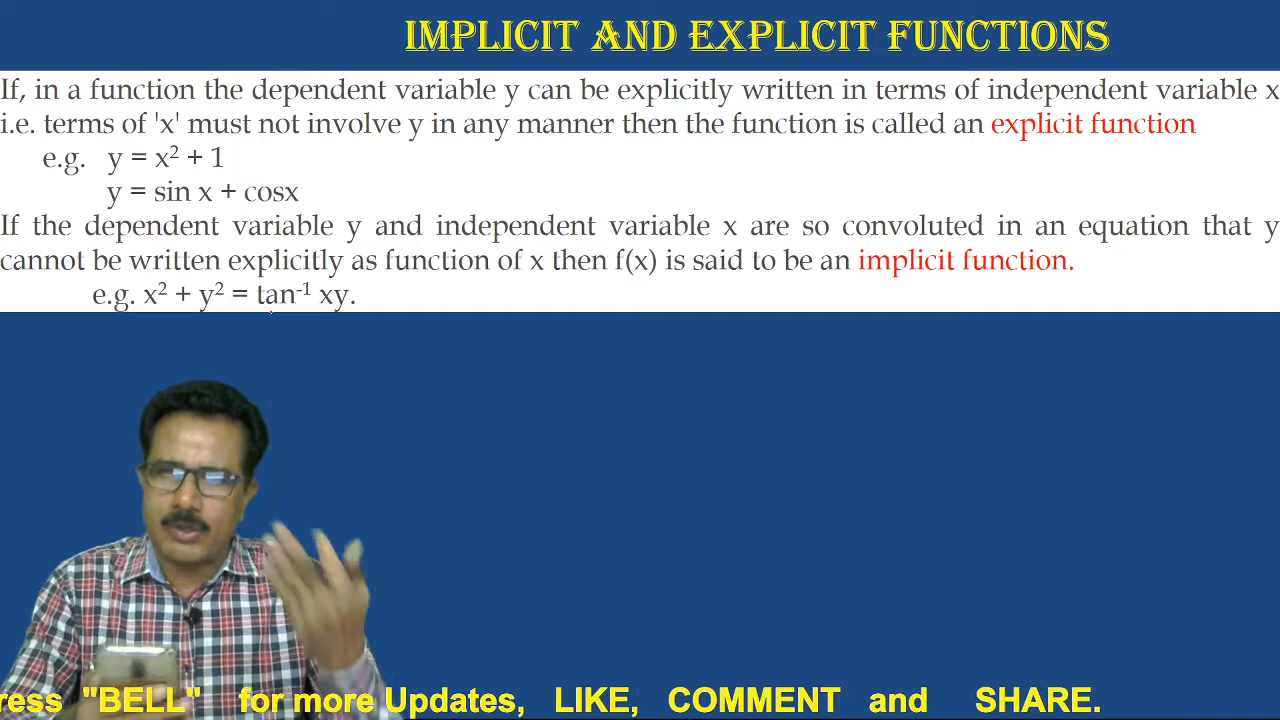 IMPLICIT AND EXPLICIT FUNCTIONS
If, in a function the dependent variable y can be explicitly written in terms of independent variable x
i.e. terms of 'x' must not involve y in any manner then the function is called an explicit function
e.g. y = x² + 1
y = sin x + cosx
If the dependent variable y and independent variable x are so convoluted in an equation that y
cannot be written explicitly as function of x then f(x) is said to be an implicit function.
e.g. x² + y² = tan⁻¹ xy.
ress "BELL" for more Updates, LIKE, COMMENT and SHARE.